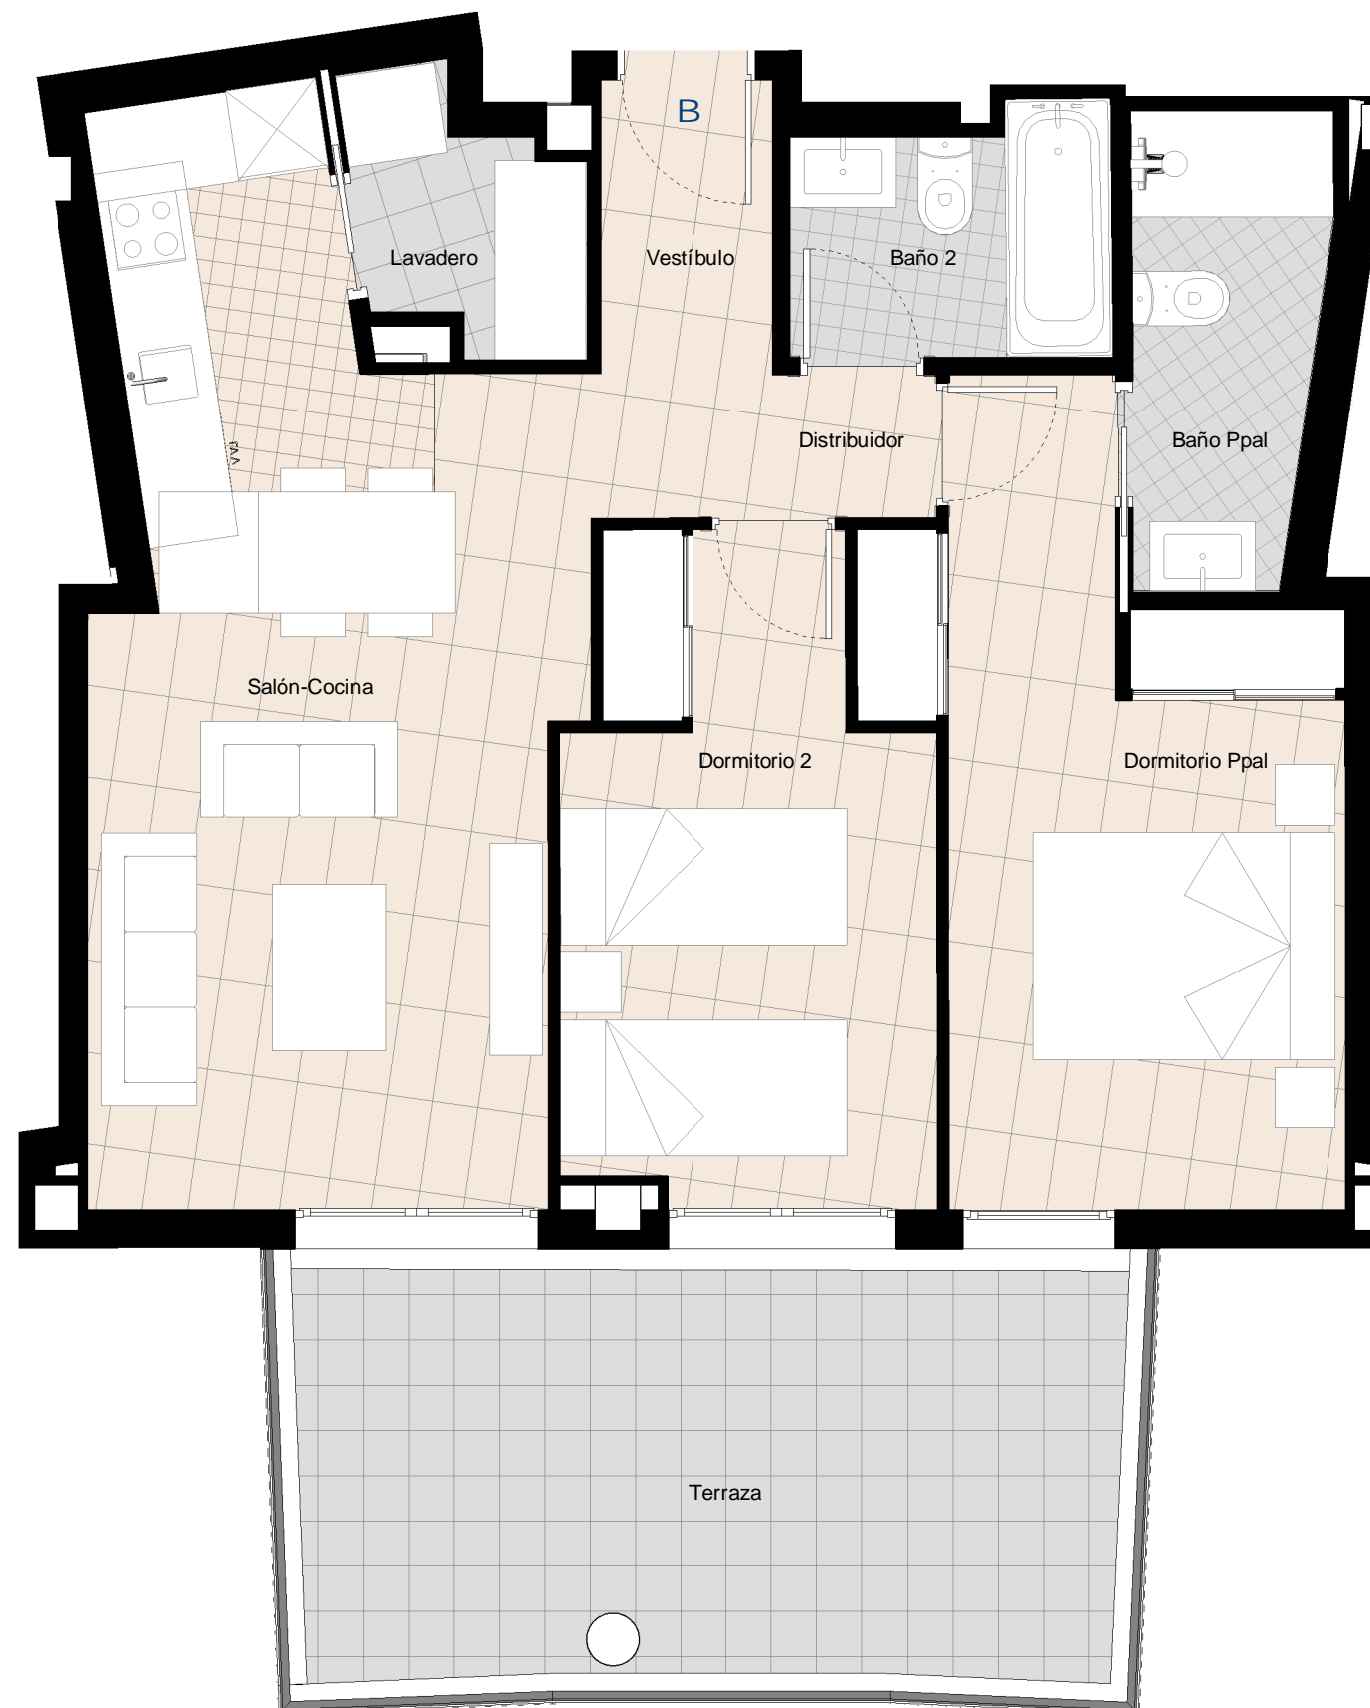 B
Lavadero
Vestíbulo
Baño 2
Distribuidor
Baño Ppal
Salón-Cocina
Dormitorio 2
Dormitorio Ppal
Terraza